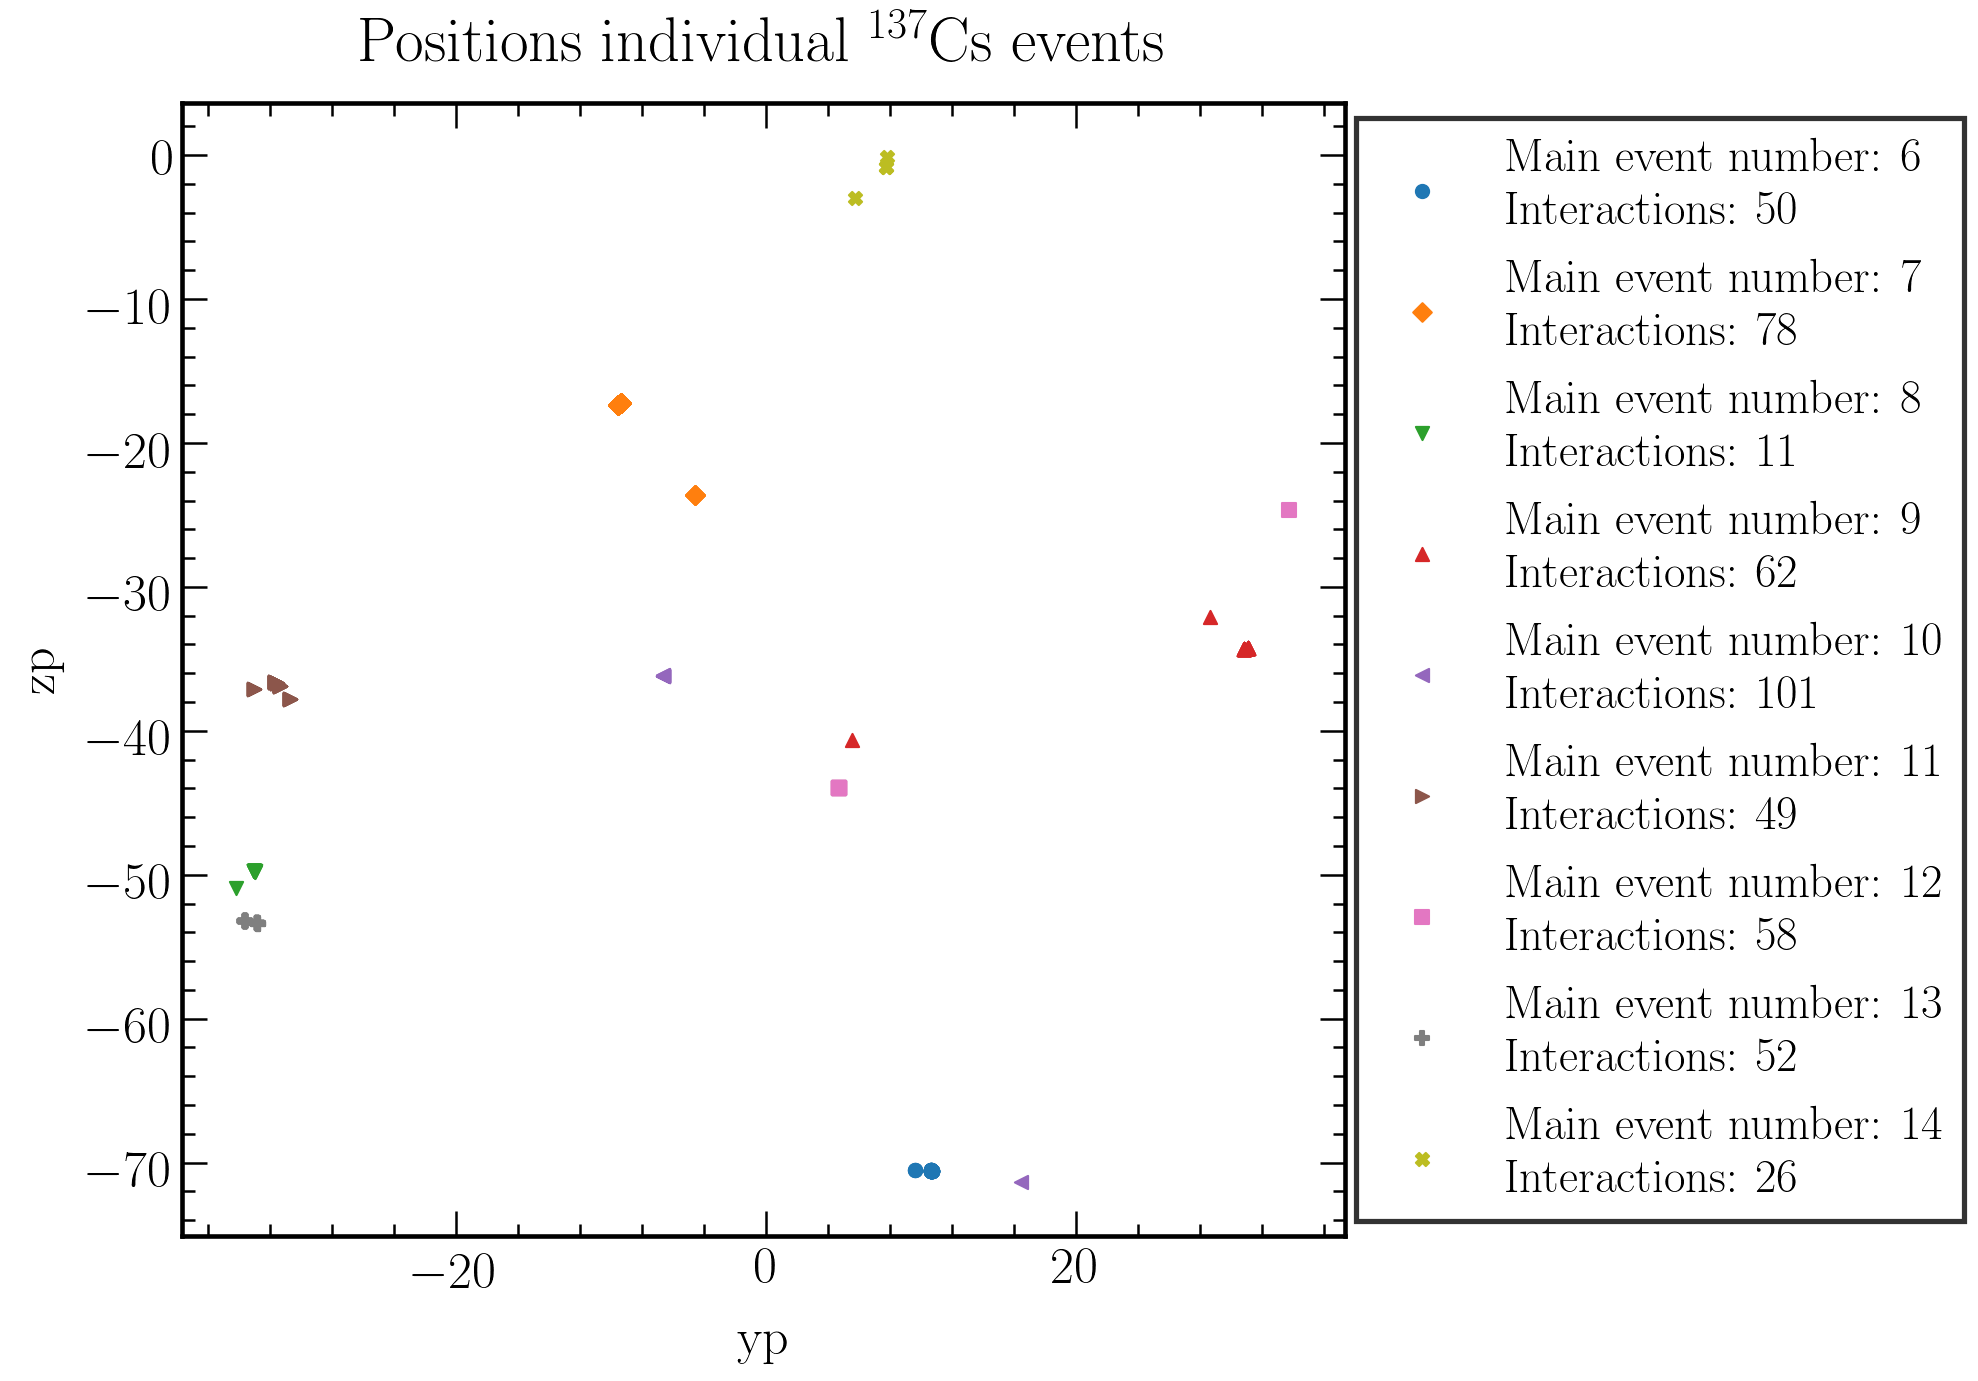 Positions individual ¹³⁷Cs events
0
−10
−20
−30
−40
−50
−60
−70
zp
−20 0 20
yp
Main event number: 6
Interactions: 50
Main event number: 7
Interactions: 78
Main event number: 8
Interactions: 11
Main event number: 9
Interactions: 62
Main event number: 10
Interactions: 101
Main event number: 11
Interactions: 49
Main event number: 12
Interactions: 58
Main event number: 13
Interactions: 52
Main event number: 14
Interactions: 26